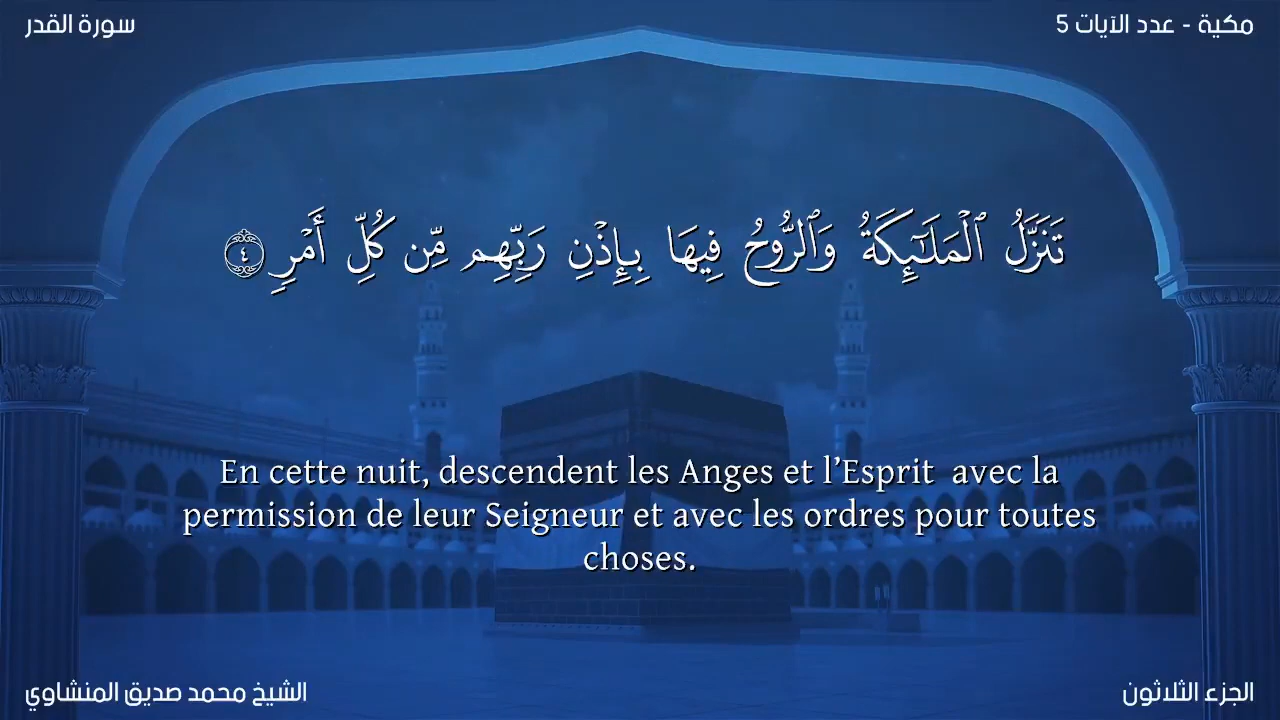 سورة القدر
مكية - عدد الآيات 5
تَنَزَّلُ ٱلْمَلَـٰٓئِكَةُ وَٱلرُّوحُ فِيهَا بِإِذْنِ رَبِّهِم مِّن كُلِّ أَمْرٍ ٤
En cette nuit, descendent les Anges et l’Esprit avec la
permission de leur Seigneur et avec les ordres pour toutes
choses.
الشيخ محمد صديق المنشاوي
الجزء الثلاثون